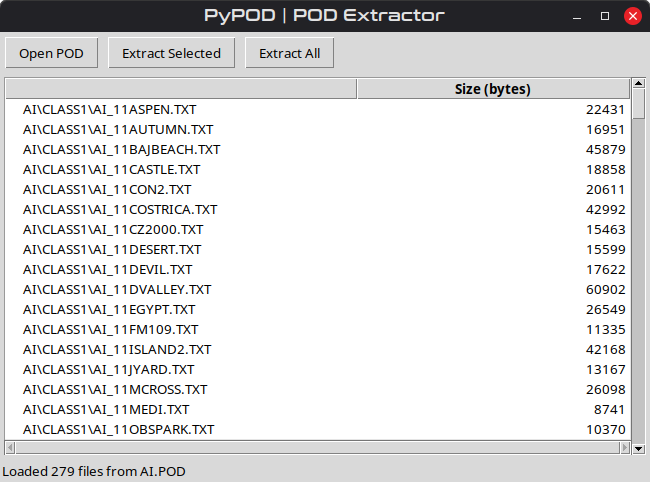 PyPOD | POD Extractor
Open POD Extract Selected Extract All
Size (bytes)
AI\CLASS1\AI_11ASPEN.TXT 22431
AI\CLASS1\AI_11AUTUMN.TXT 16951
AI\CLASS1\AI_11BAJBEACH.TXT 45879
AI\CLASS1\AI_11CASTLE.TXT 18858
AI\CLASS1\AI_11CON2.TXT 20611
AI\CLASS1\AI_11COSTRICA.TXT 42992
AI\CLASS1\AI_11CZ2000.TXT 15463
AI\CLASS1\AI_11DESERT.TXT 15599
AI\CLASS1\AI_11DEVIL.TXT 17622
AI\CLASS1\AI_11DVALLEY.TXT 60902
AI\CLASS1\AI_11EGYPT.TXT 26549
AI\CLASS1\AI_11FM109.TXT 11335
AI\CLASS1\AI_11ISLAND2.TXT 42168
AI\CLASS1\AI_11JYARD.TXT 13167
AI\CLASS1\AI_11MCROSS.TXT 26098
AI\CLASS1\AI_11MEDI.TXT 8741
AI\CLASS1\AI_11OBSPARK.TXT 10370
Loaded 279 files from AI.POD